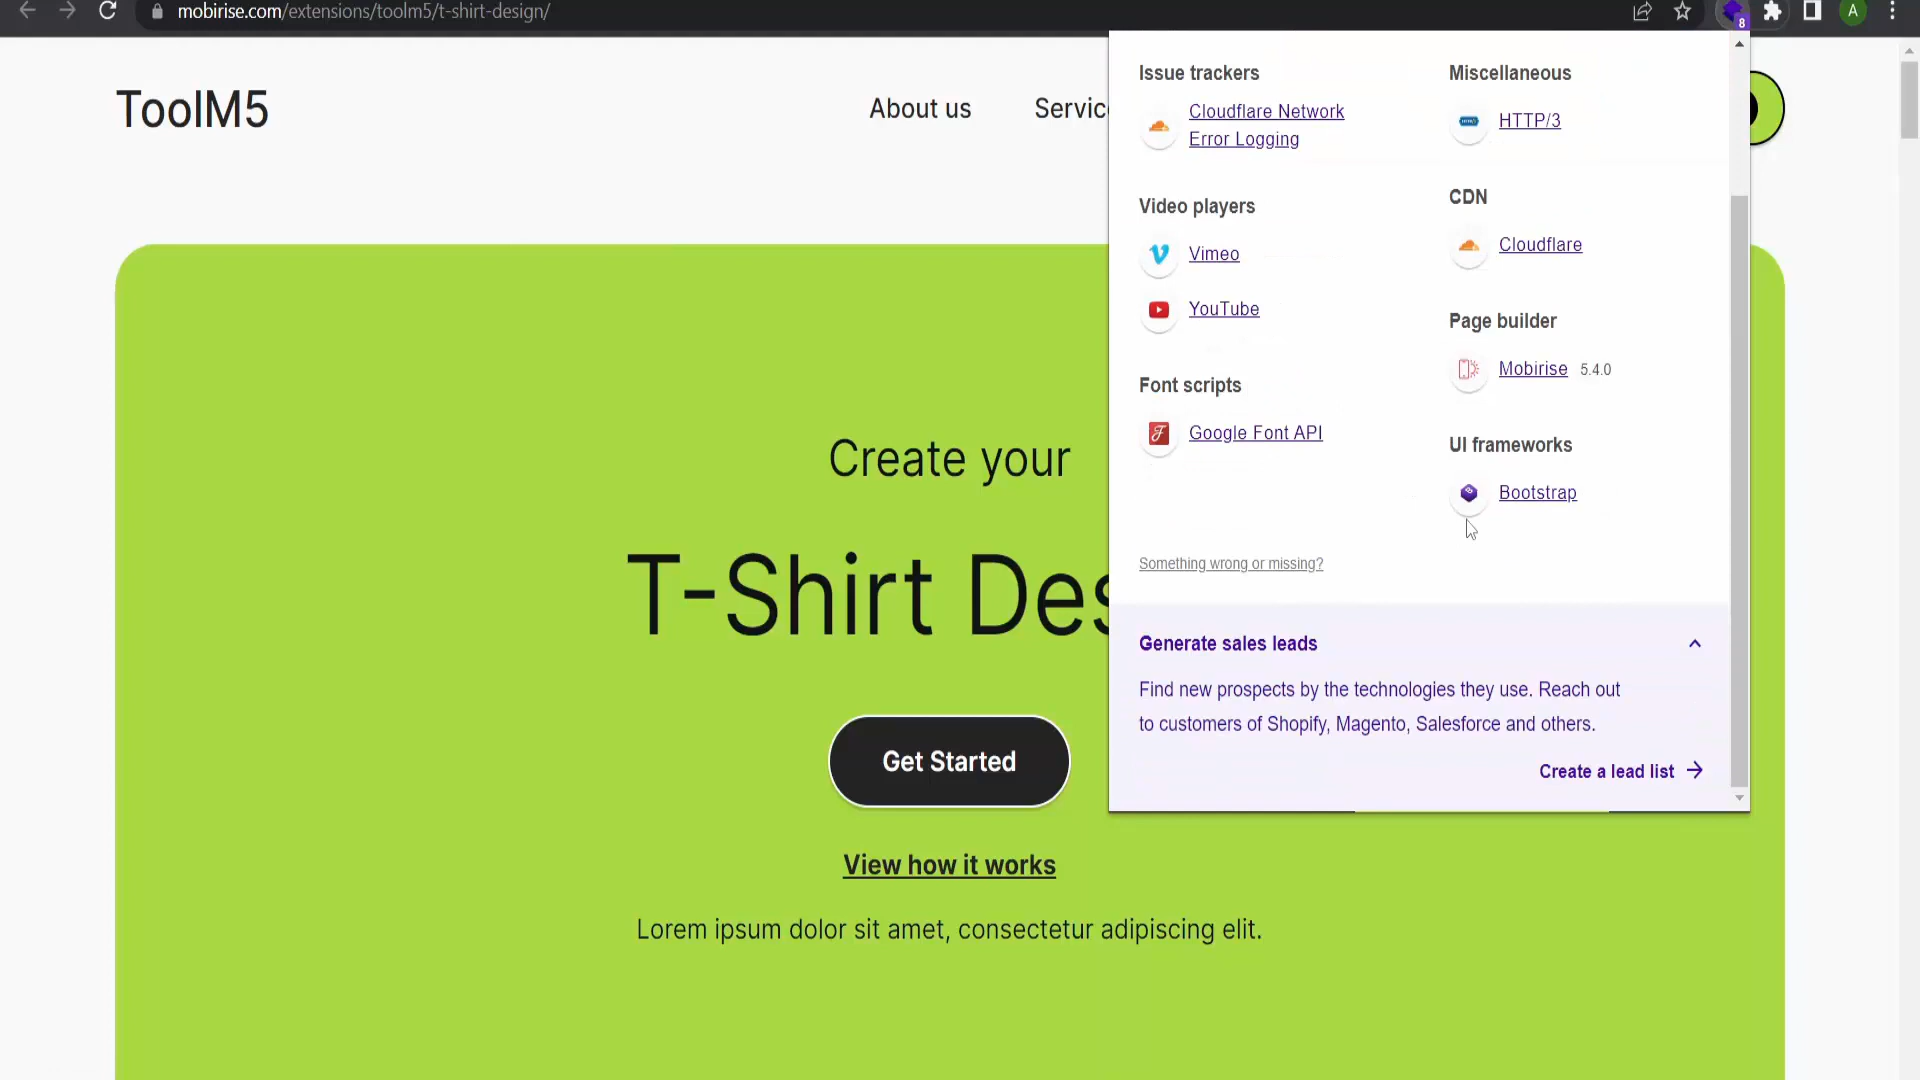 mobirise.com/extensions/toolm5/t-shirt-design/
8
A
ToolM5
About us
Servic
Create your
T-Shirt Des
Get Started
View how it works
Lorem ipsum dolor sit amet, consectetur adipiscing elit.
Issue trackers
Cloudflare Network
Error Logging
Video players
Vimeo
YouTube
Font scripts
Google Font API
Miscellaneous
HTTP/3
CDN
Cloudflare
Page builder
Mobirise 5.4.0
UI frameworks
Bootstrap
Something wrong or missing?
Generate sales leads
Find new prospects by the technologies they use. Reach out
to customers of Shopify, Magento, Salesforce and others.
Create a lead list